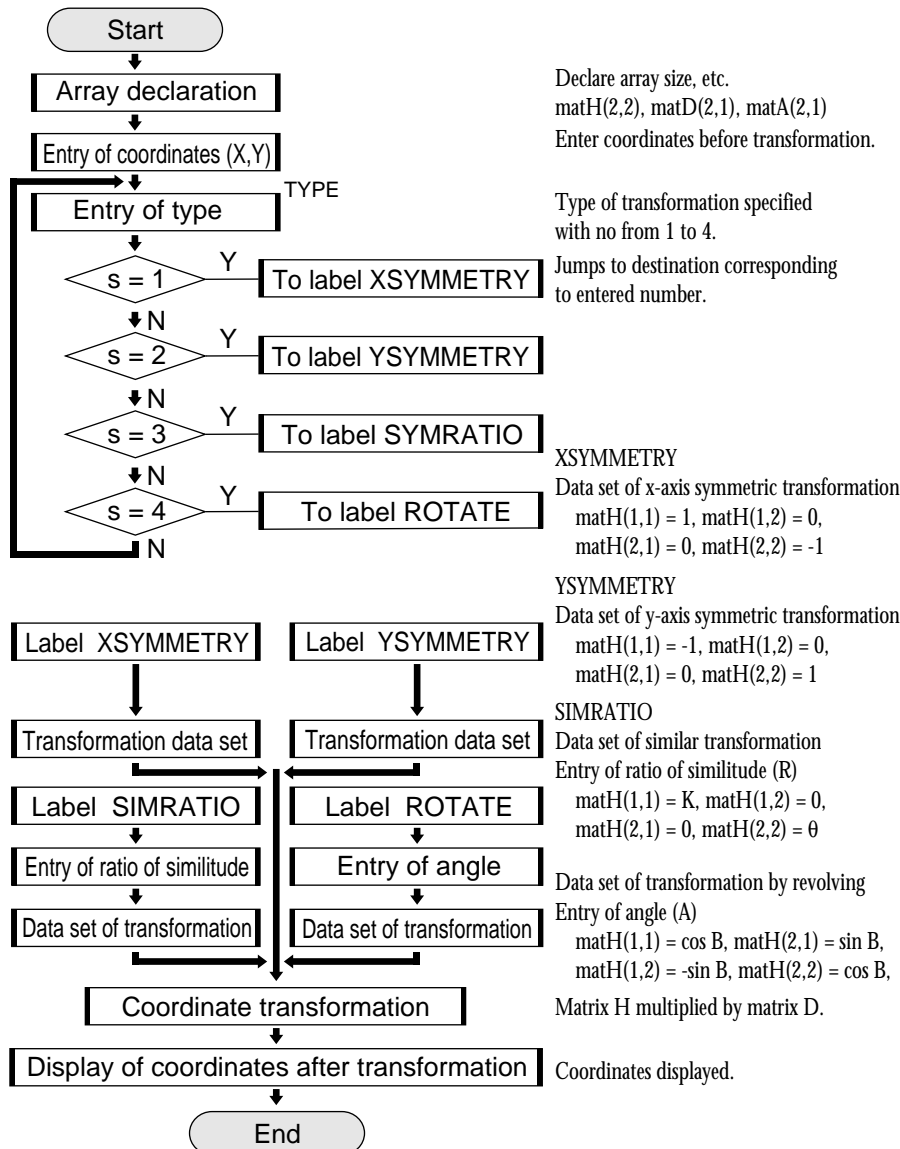 Start
Array declaration
Declare array size, etc.
matH(2,2), matD(2,1), matA(2,1)
Entry of coordinates (X,Y)
Enter coordinates before transformation.
TYPE
Entry of type
Type of transformation specified
with no from 1 to 4.
s = 1
Y
To label XSYMMETRY
Jumps to destination corresponding
to entered number.
N
s = 2
Y
To label YSYMMETRY
N
s = 3
Y
To label SYMRATIO
N
s = 4
Y
To label ROTATE
N
XSYMMETRY
Data set of x-axis symmetric transformation
matH(1,1) = 1, matH(1,2) = 0,
matH(2,1) = 0, matH(2,2) = -1
YSYMMETRY
Data set of y-axis symmetric transformation
matH(1,1) = -1, matH(1,2) = 0,
matH(2,1) = 0, matH(2,2) = 1
Label XSYMMETRY
Label YSYMMETRY
Transformation data set
Transformation data set
SIMRATIO
Data set of similar transformation
Entry of ratio of similitude (R)
matH(1,1) = K, matH(1,2) = 0,
matH(2,1) = 0, matH(2,2) = θ
Label SIMRATIO
Label ROTATE
Entry of ratio of similitude
Entry of angle
Data set of transformation
Data set of transformation
Data set of transformation by revolving
Entry of angle (A)
matH(1,1) = cos B, matH(2,1) = sin B,
matH(1,2) = -sin B, matH(2,2) = cos B,
Coordinate transformation
Matrix H multiplied by matrix D.
Display of coordinates after transformation
Coordinates displayed.
End